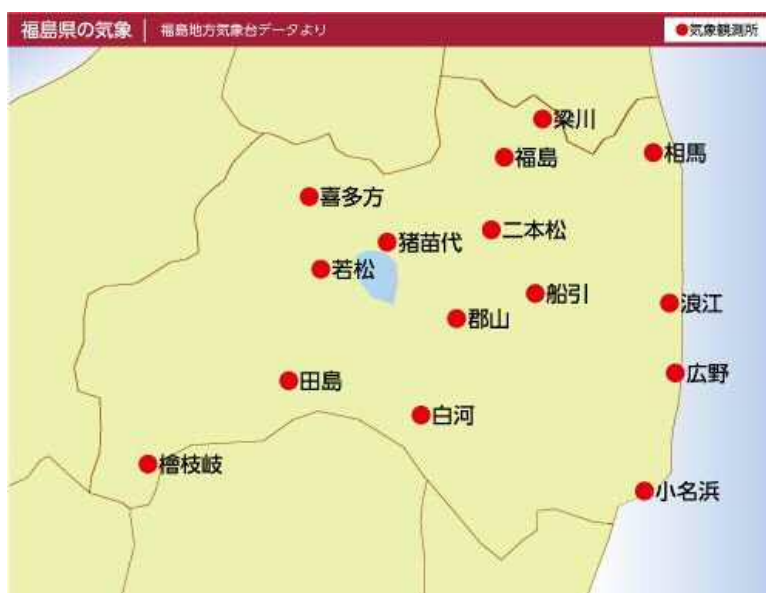 福島県の気象
福島地方気象台データより
●気象観測所
梁川
福島
相馬
喜多方
猪苗代
二本松
若松
船引
浪江
郡山
田島
広野
白河
檜枝岐
小名浜